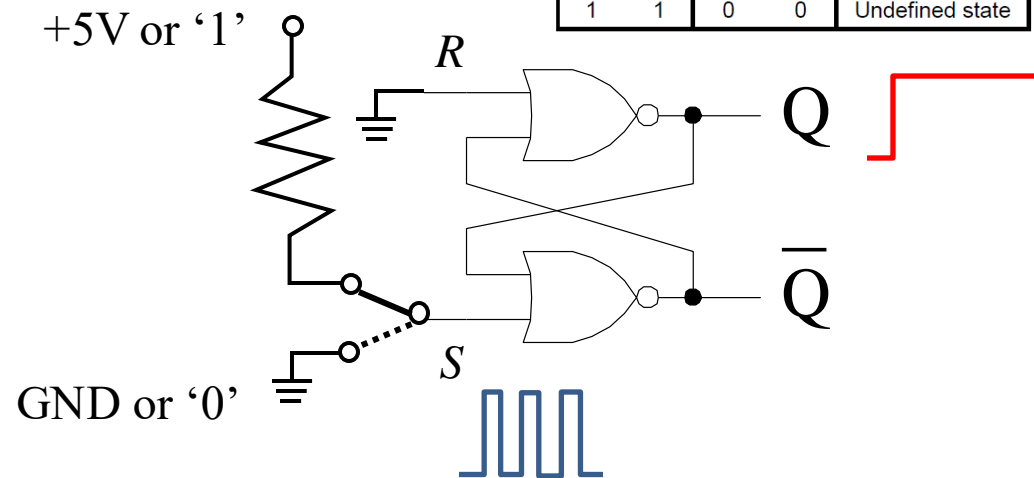 1 1 0 0 Undefined state
+5V or ‘1’
R
Q
Q̅
S
GND or ‘0’